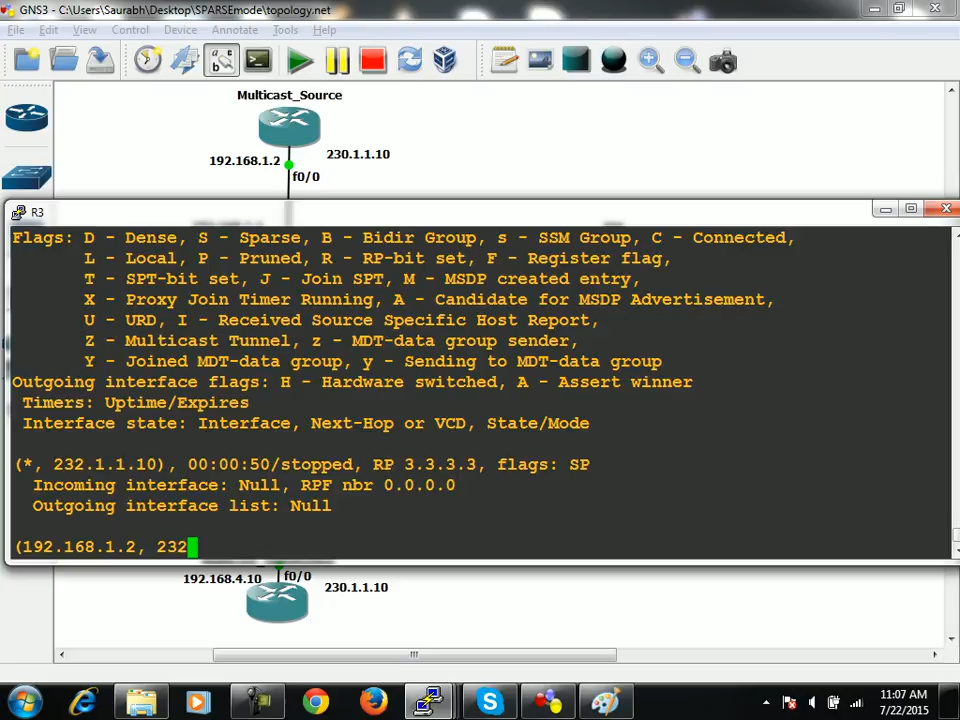 GNS3 - C:\Users\Saurabh\Desktop\SPARSEmode\topology.net
File Edit View Control Device Annotate Tools Help
Multicast_Source
192.168.1.2
230.1.1.10
f0/0
R3
Flags: D - Dense, S - Sparse, B - Bidir Group, s - SSM Group, C - Connected,
L - Local, P - Pruned, R - RP-bit set, F - Register flag,
T - SPT-bit set, J - Join SPT, M - MSDP created entry,
X - Proxy Join Timer Running, A - Candidate for MSDP Advertisement,
U - URD, I - Received Source Specific Host Report,
Z - Multicast Tunnel, z - MDT-data group sender,
Y - Joined MDT-data group, y - Sending to MDT-data group
Outgoing interface flags: H - Hardware switched, A - Assert winner
Timers: Uptime/Expires
Interface state: Interface, Next-Hop or VCD, State/Mode
(*, 232.1.1.10), 00:00:50/stopped, RP 3.3.3.3, flags: SP
Incoming interface: Null, RPF nbr 0.0.0.0
Outgoing interface list: Null
(192.168.1.2, 232
192.168.4.10
f0/0
230.1.1.10
11:07 AM
7/22/2015